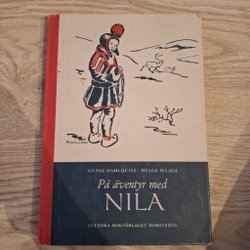 ANNIE DAHLQUIST · HELGE HAAGE
På äventyr med
NILA
SVENSKA BOKFÖRLAGET NORSTEDTS